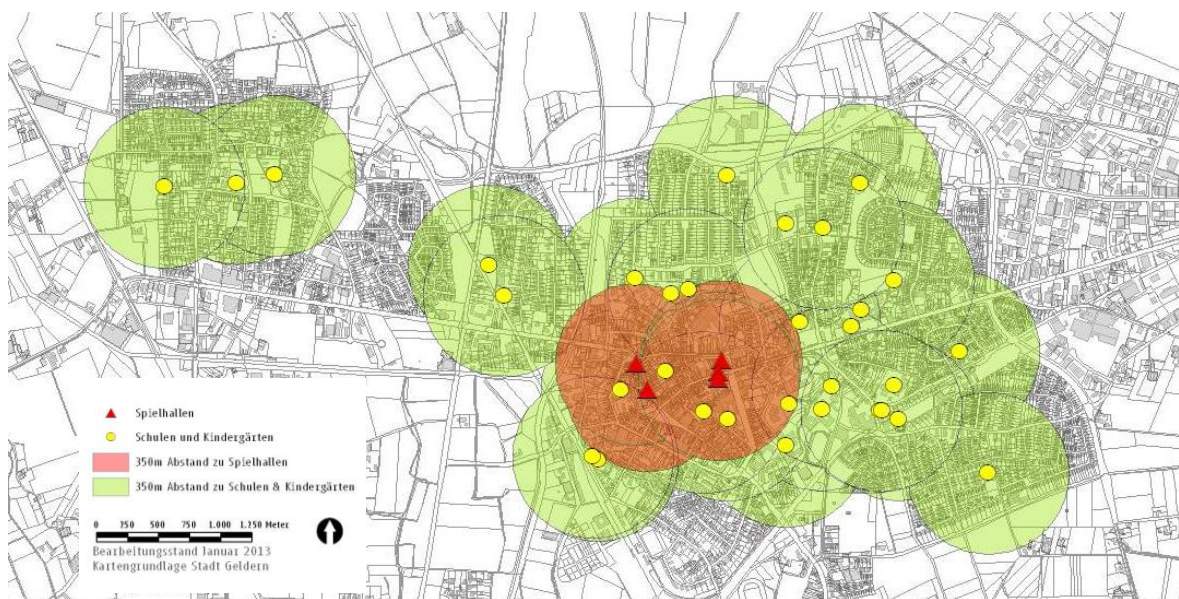 Spielhallen
Schulen und Kindergärten
350m Abstand zu Spielhallen
350m Abstand zu Schulen & Kindergärten
0 250 500 750 1.000 1.250 Meter
Bearbeitungsstand Januar 2013
Kartengrundlage Stadt Geldern